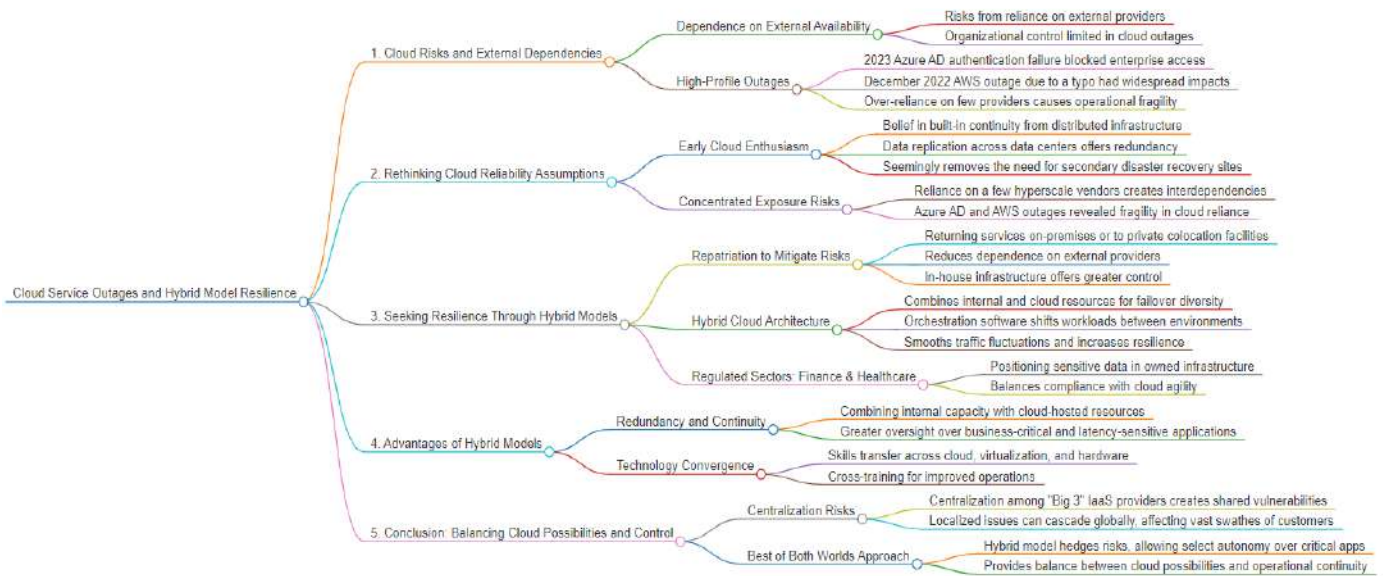 Cloud Service Outages and Hybrid Model Resilience
1. Cloud Risks and External Dependencies
Dependence on External Availability
Risks from reliance on external providers
Organizational control limited in cloud outages
High-Profile Outages
2023 Azure AD authentication failure blocked enterprise access
December 2022 AWS outage due to a typo had widespread impacts
Over-reliance on few providers causes operational fragility
2. Rethinking Cloud Reliability Assumptions
Early Cloud Enthusiasm
Belief in built-in continuity from distributed infrastructure
Data replication across data centers offers redundancy
Seemingly removes the need for secondary disaster recovery sites
Concentrated Exposure Risks
Reliance on a few hyperscale vendors creates interdependencies
Azure AD and AWS outages revealed fragility in cloud reliance
3. Seeking Resilience Through Hybrid Models
Repatriation to Mitigate Risks
Returning services on-premises or to private colocation facilities
Reduces dependence on external providers
In-house infrastructure offers greater control
Hybrid Cloud Architecture
Combines internal and cloud resources for failover diversity
Orchestration software shifts workloads between environments
Smooths traffic fluctuations and increases resilience
Regulated Sectors: Finance & Healthcare
Positioning sensitive data in owned infrastructure
Balances compliance with cloud agility
4. Advantages of Hybrid Models
Redundancy and Continuity
Combining internal capacity with cloud-hosted resources
Greater oversight over business-critical and latency-sensitive applications
Technology Convergence
Skills transfer across cloud, virtualization, and hardware
Cross-training for improved operations
5. Conclusion: Balancing Cloud Possibilities and Control
Centralization Risks
Centralization among "Big 3" IaaS providers creates shared vulnerabilities
Localized issues can cascade globally, affecting vast swathes of customers
Best of Both Worlds Approach
Hybrid model hedges risks, allowing select autonomy over critical apps
Provides balance between cloud possibilities and operational continuity